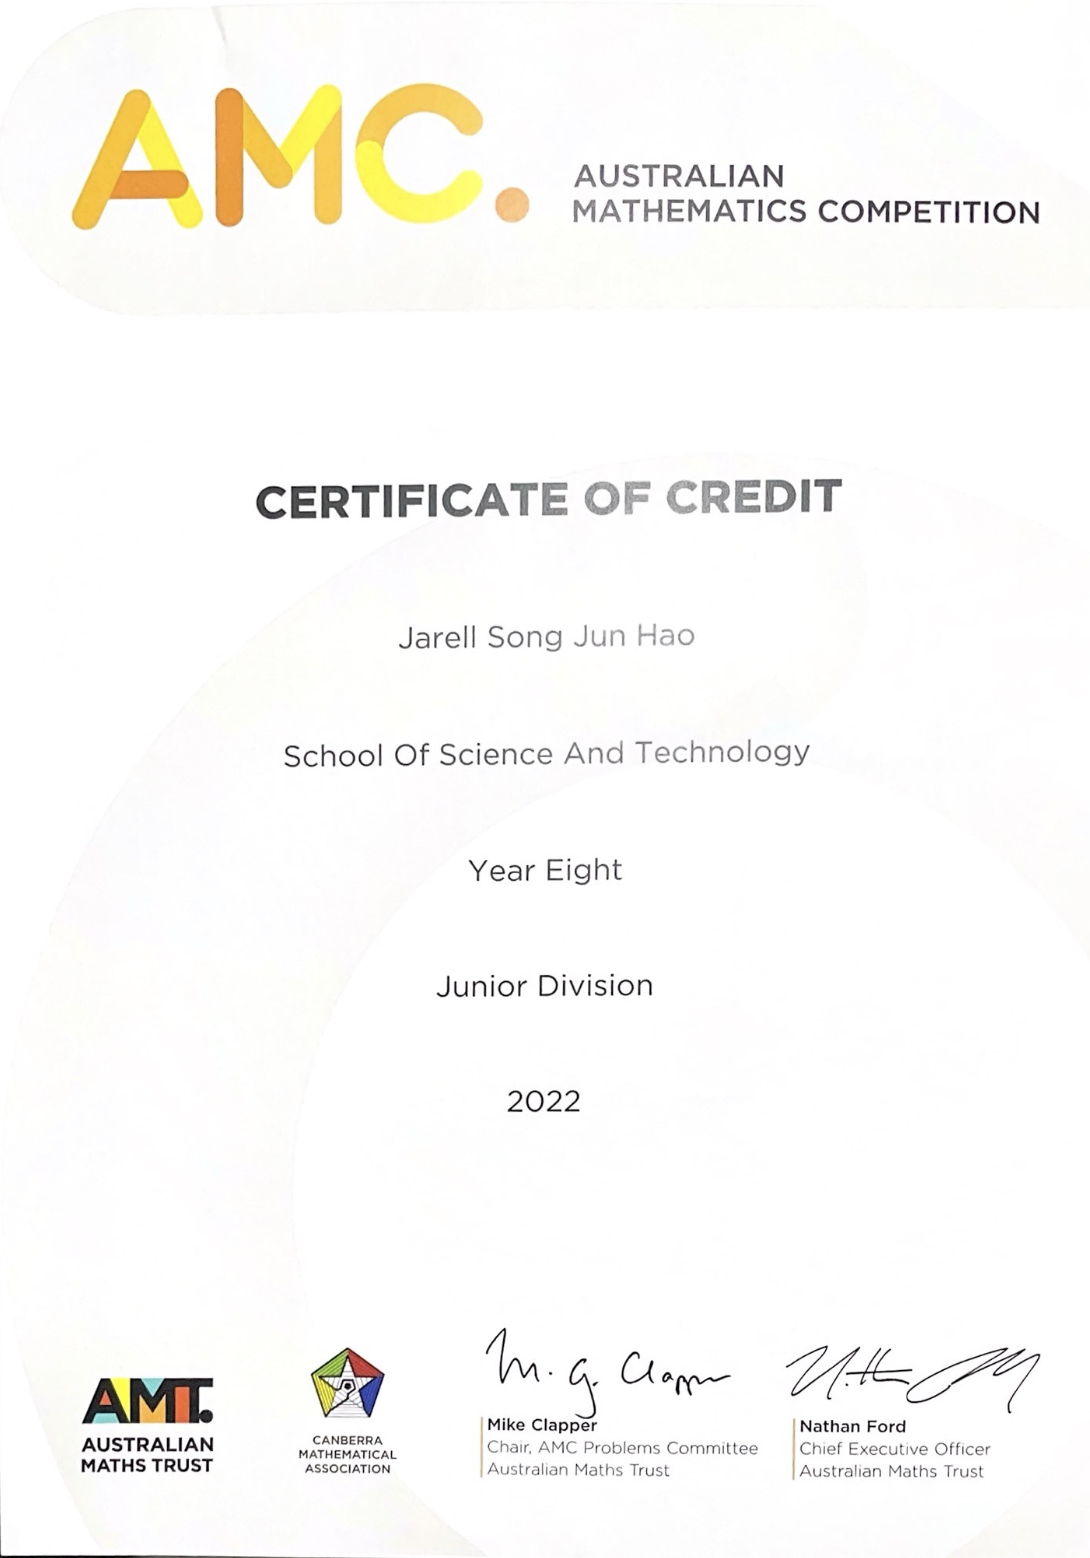 AMC.
AUSTRALIAN
MATHEMATICS COMPETITION
CERTIFICATE OF CREDIT
Jarell Song Jun Hao
School Of Science And Technology
Year Eight
Junior Division
2022
AMT.
AUSTRALIAN
MATHS TRUST
CANBERRA
MATHEMATICAL
ASSOCIATION
M. G. Clapper
Mike Clapper
Chair, AMC Problems Committee
Australian Maths Trust
Nathan Ford
Chief Executive Officer
Australian Maths Trust